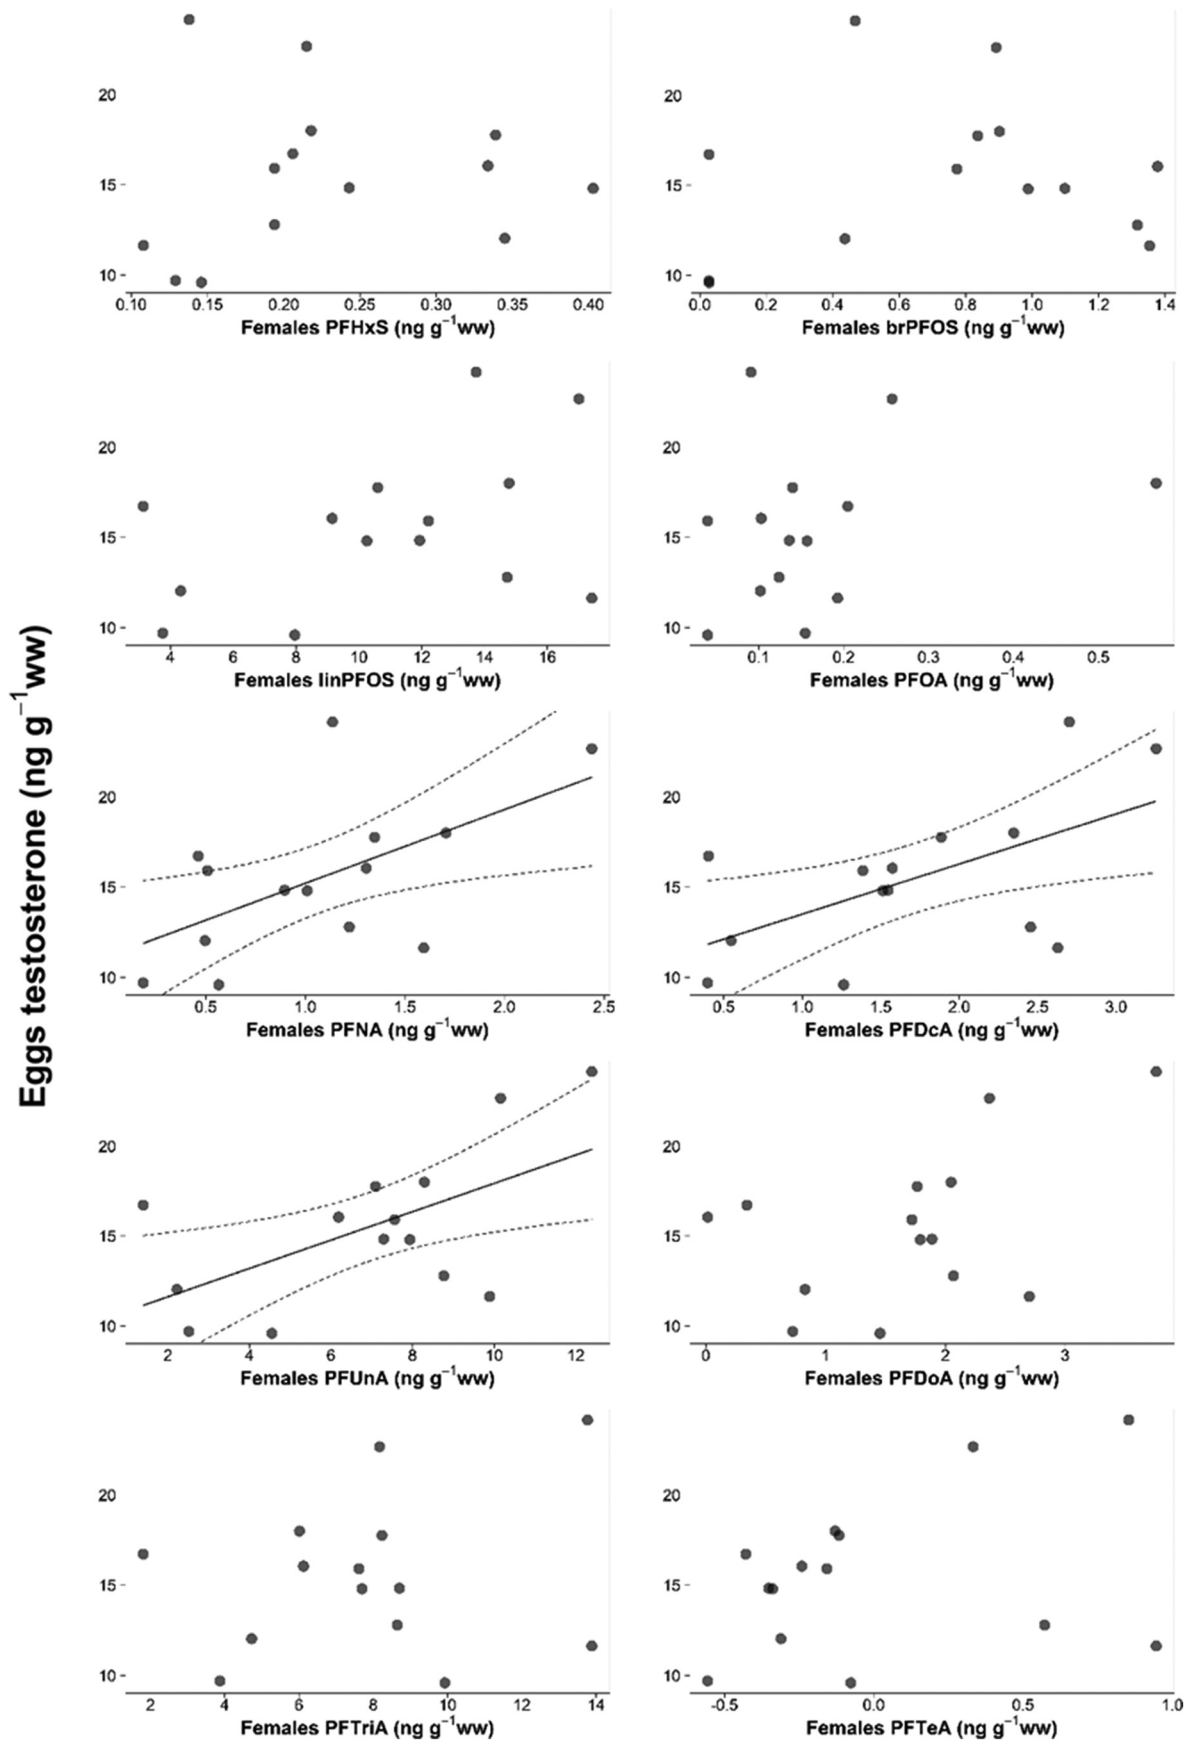 Eggs testosterone (ng g⁻¹ww)
20
15
10
0.10 0.15 0.20 0.25 0.30 0.35 0.40
Females PFHxS (ng g⁻¹ww)
20
15
10
0.0 0.2 0.4 0.6 0.8 1.0 1.2 1.4
Females brPFOS (ng g⁻¹ww)
20
15
10
4 6 8 10 12 14 16
Females linPFOS (ng g⁻¹ww)
20
15
10
0.1 0.2 0.3 0.4 0.5
Females PFOA (ng g⁻¹ww)
20
15
10
0.5 1.0 1.5 2.0 2.5
Females PFNA (ng g⁻¹ww)
20
15
10
0.5 1.0 1.5 2.0 2.5 3.0
Females PFDcA (ng g⁻¹ww)
20
15
10
2 4 6 8 10 12
Females PFUnA (ng g⁻¹ww)
20
15
10
0 1 2 3
Females PFDoA (ng g⁻¹ww)
20
15
10
2 4 6 8 10 12 14
Females PFTriA (ng g⁻¹ww)
20
15
10
-0.5 0.0 0.5 1.0
Females PFTeA (ng g⁻¹ww)